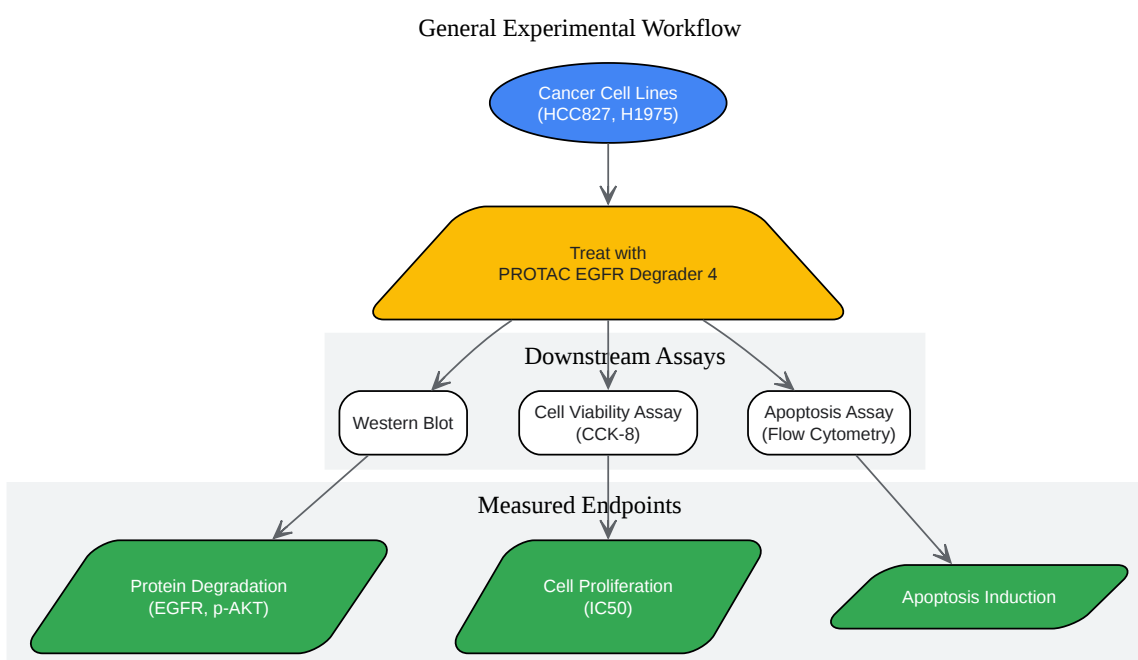 General Experimental Workflow
Cancer Cell Lines
(HCC827, H1975)
Treat with
PROTAC EGFR Degrader 4
Downstream Assays
Western Blot
Cell Viability Assay
(CCK-8)
Apoptosis Assay
(Flow Cytometry)
Measured Endpoints
Protein Degradation
(EGFR, p-AKT)
Cell Proliferation
(IC50)
Apoptosis Induction